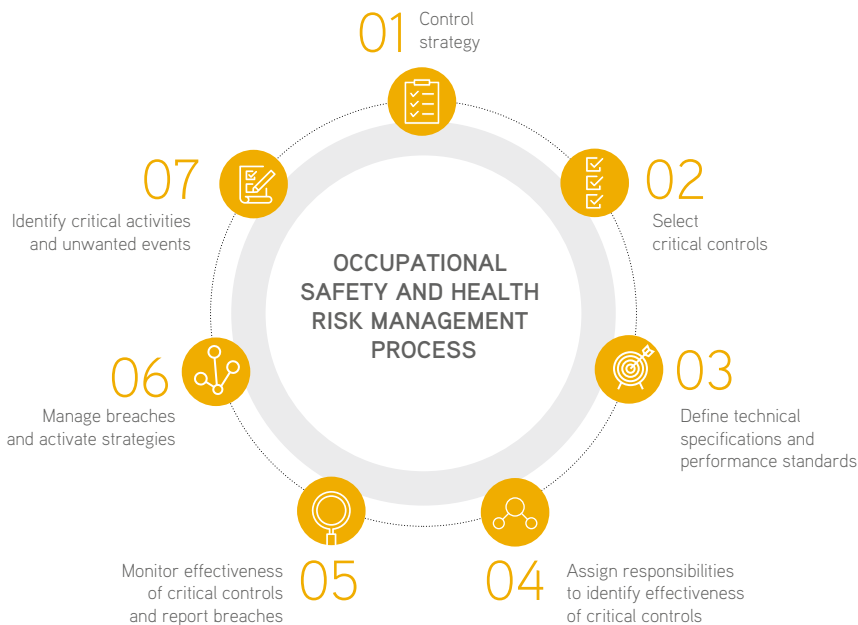 01
Control
strategy
02
Select
critical controls
03
Define technical
specifications and
performance standards
04
Assign responsibilities
to identify effectiveness
of critical controls
05
Monitor effectiveness
of critical controls
and report breaches
06
Manage breaches
and activate strategies
07
Identify critical activities
and unwanted events
OCCUPATIONAL
SAFETY AND HEALTH
RISK MANAGEMENT
PROCESS